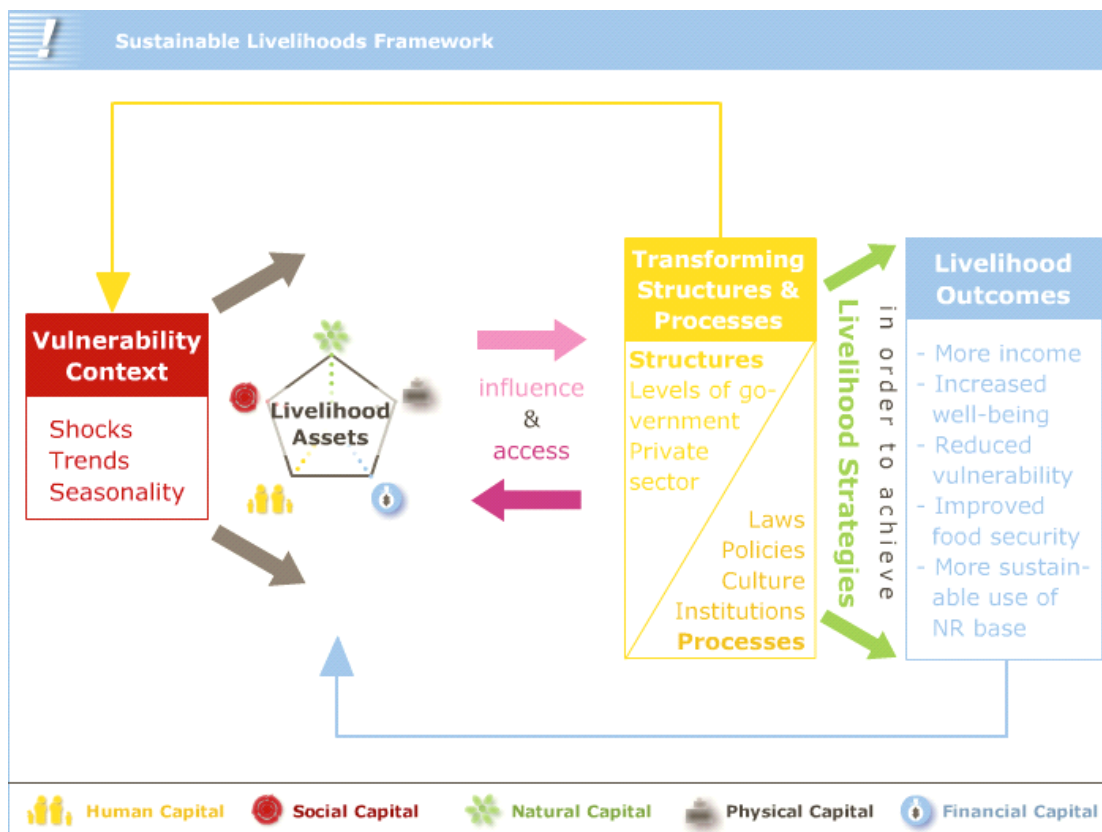 !
Sustainable Livelihoods Framework
Vulnerability
Context
Shocks
Trends
Seasonality
Livelihood
Assets
influence
&
access
Transforming
Structures &
Processes
Structures
Levels of go-
vernment
Private
sector
Laws
Policies
Culture
Institutions
Processes
Livelihood Strategies
in order to achieve
Livelihood
Outcomes
- More income
- Increased
well-being
- Reduced
vulnerability
- Improved
food security
- More sustain-
able use of
NR base
Human Capital
Social Capital
Natural Capital
Physical Capital
Financial Capital